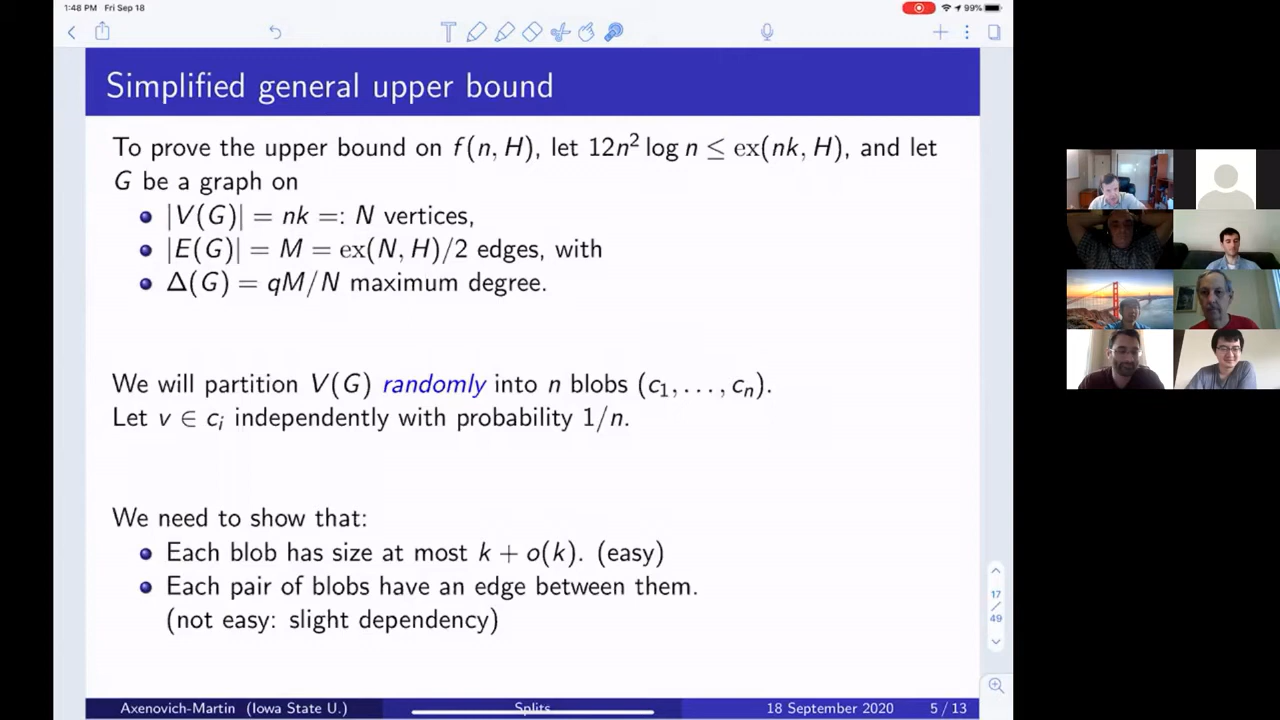 1:48 PM Fri Sep 18
99%
Simplified general upper bound
To prove the upper bound on f(n, H), let 12n² log n ≤ ex(nk, H), and let
G be a graph on
|V(G)| = nk =: N vertices,
|E(G)| = M = ex(N, H)/2 edges, with
Δ(G) = qM/N maximum degree.
We will partition V(G) randomly into n blobs (c₁, . . . , cₙ).
Let v ∈ cᵢ independently with probability 1/n.
We need to show that:
Each blob has size at most k + o(k). (easy)
Each pair of blobs have an edge between them.
(not easy: slight dependency)
17
/
49
Axenovich-Martin (Iowa State U.) Splits 18 September 2020 5 / 13